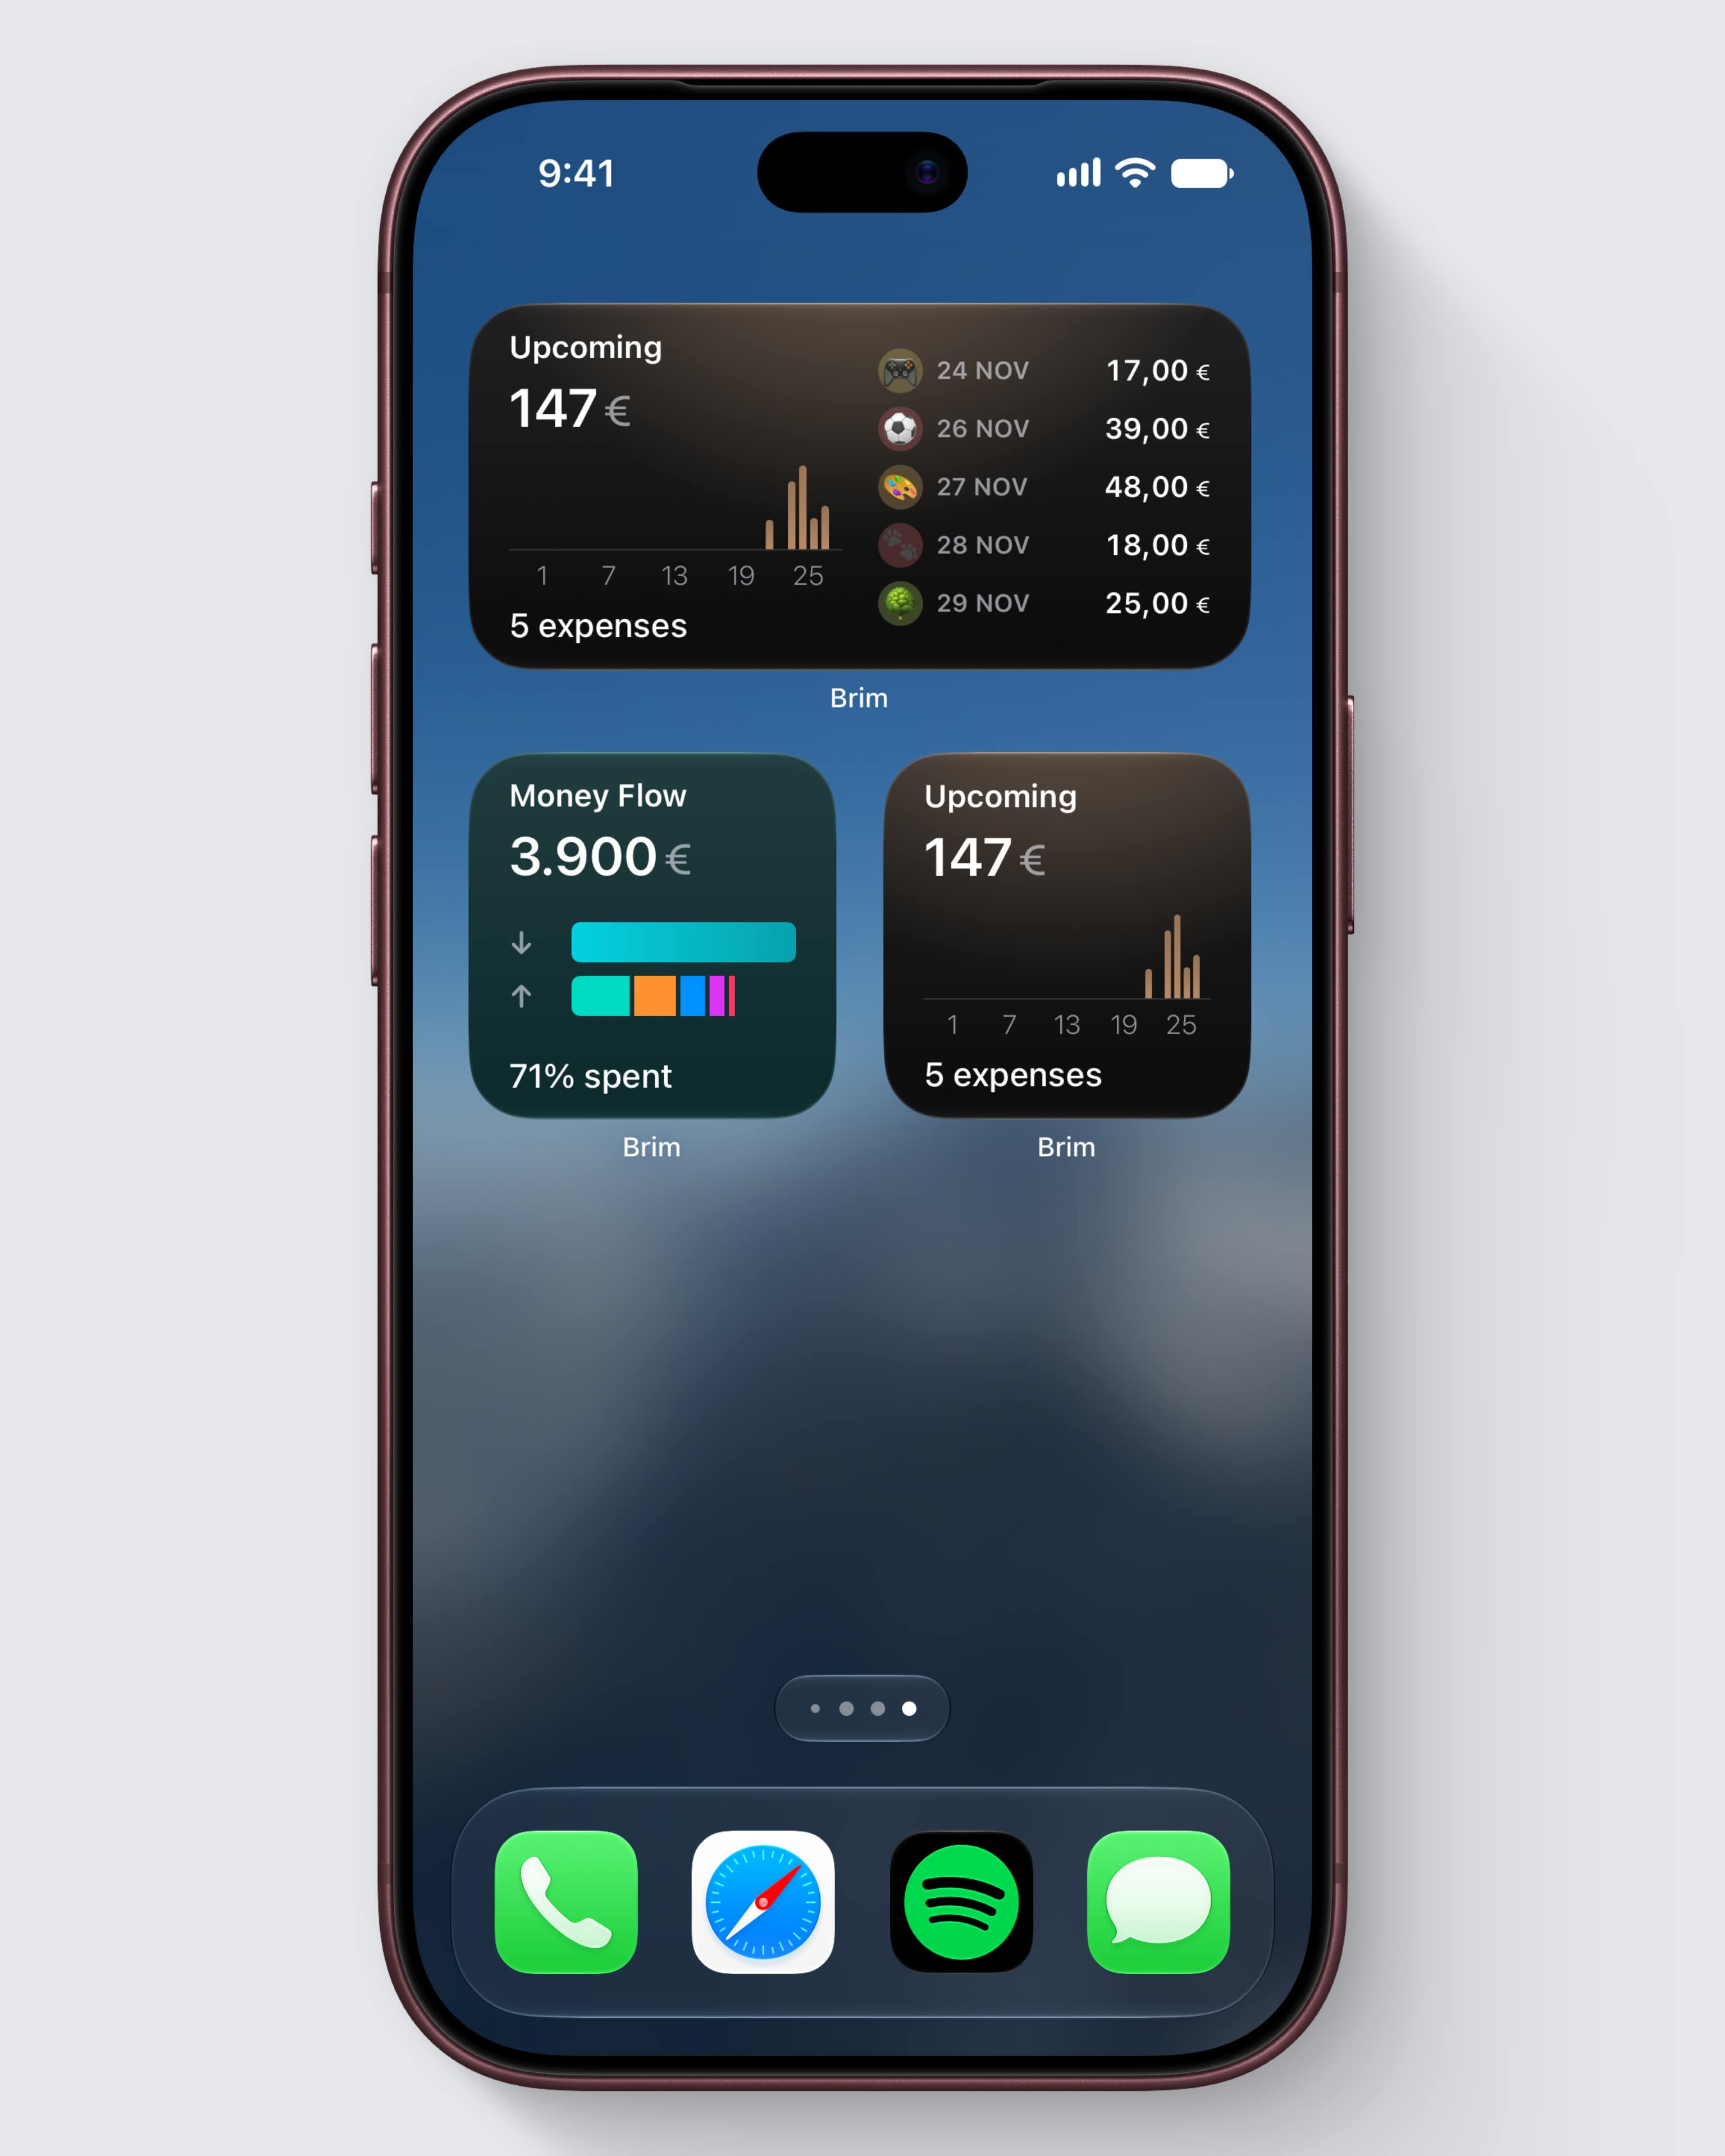 9:41
Upcoming
147 €
1 7 13 19 25
5 expenses
24 NOV 17,00 €
26 NOV 39,00 €
27 NOV 48,00 €
28 NOV 18,00 €
29 NOV 25,00 €
Brim
Money Flow
3.900 €
71% spent
Brim
Upcoming
147 €
1 7 13 19 25
5 expenses
Brim